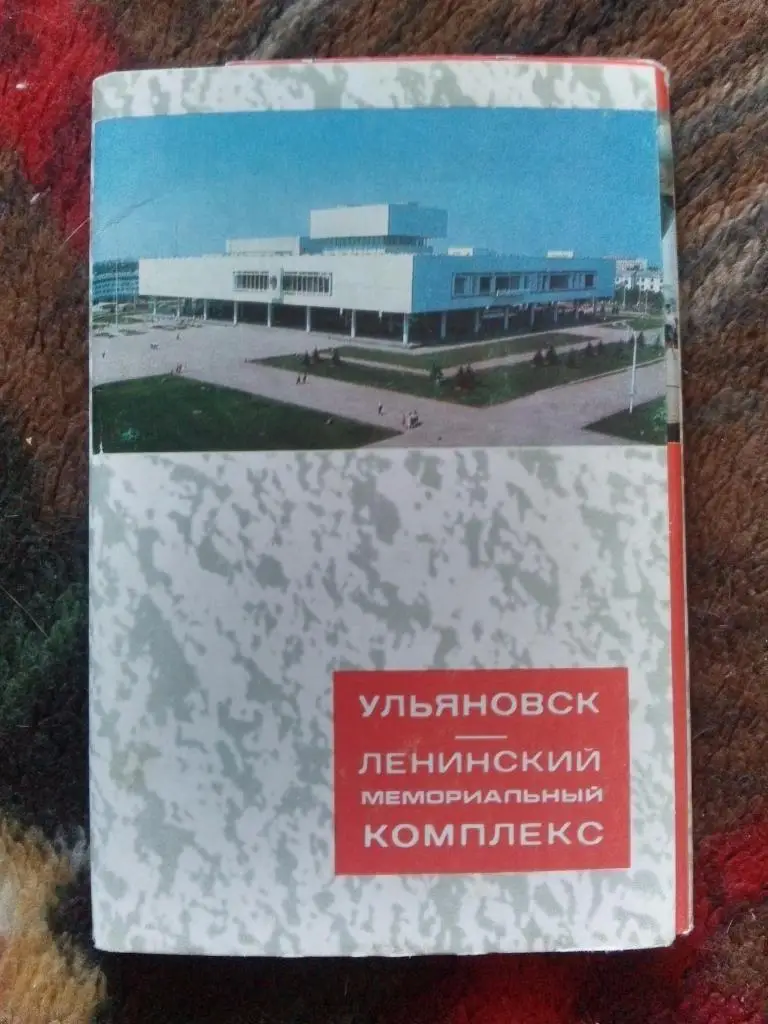 УЛЬЯНОВСК
—
ЛЕНИНСКИЙ
МЕМОРИАЛЬНЫЙ
КОМПЛЕКС